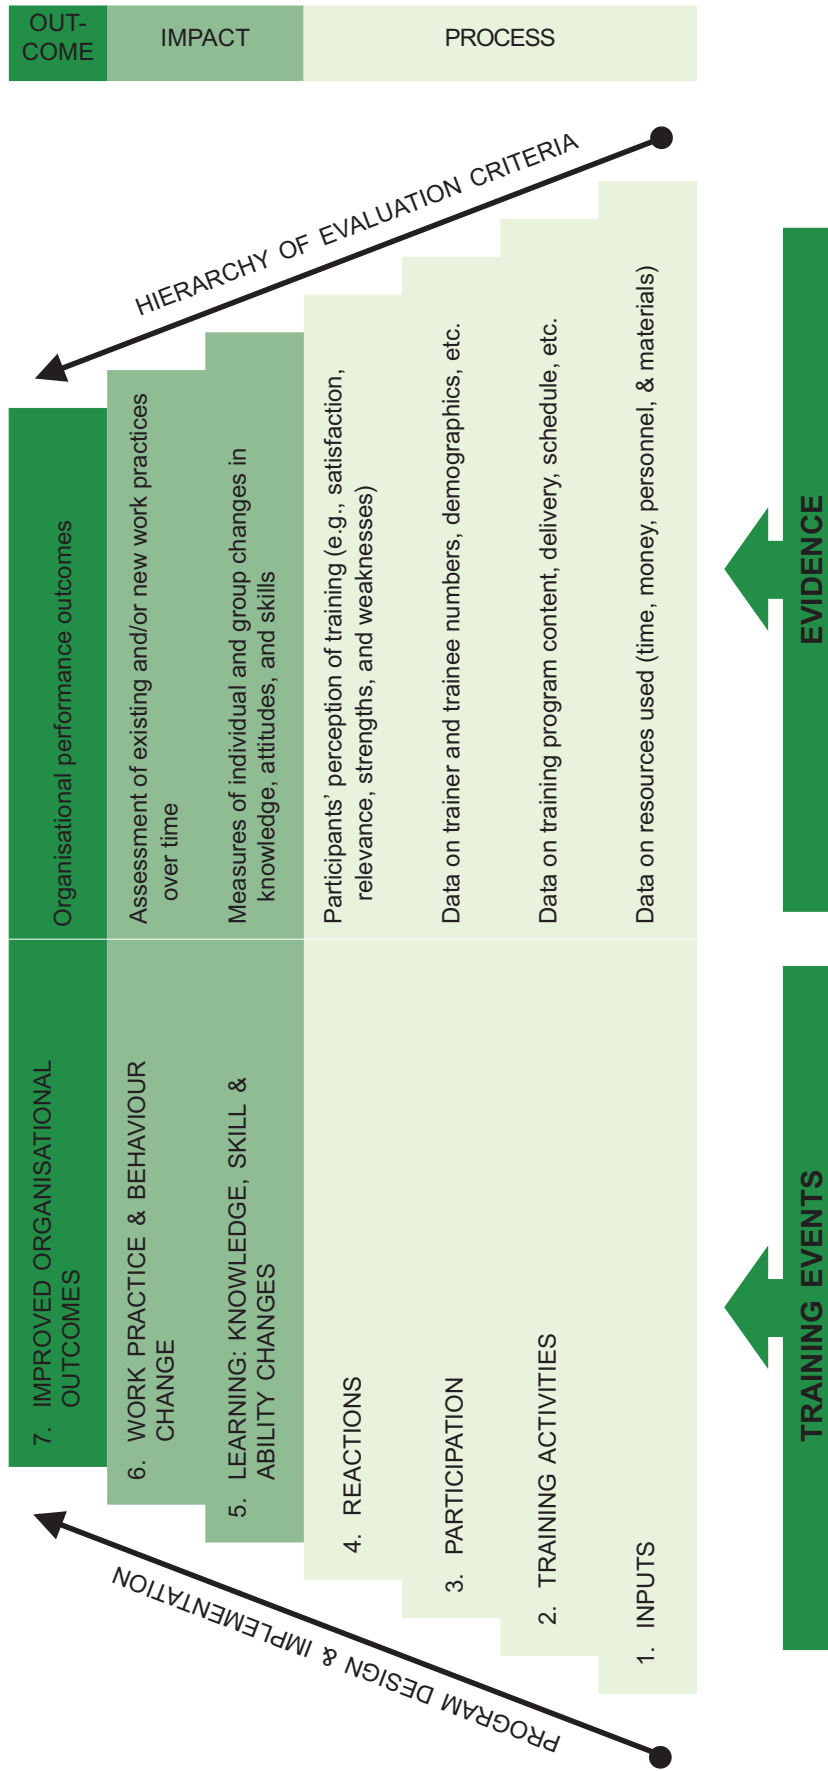 PROGRAM DESIGN & IMPLEMENTATION
HIERARCHY OF EVALUATION CRITERIA
7. IMPROVED ORGANISATIONAL
OUTCOMES
Organisational performance outcomes
OUT-
COME
6. WORK PRACTICE & BEHAVIOUR
CHANGE
Assessment of existing and/or new work practices
over time
IMPACT
5. LEARNING: KNOWLEDGE, SKILL &
ABILITY CHANGES
Measures of individual and group changes in
knowledge, attitudes, and skills
4. REACTIONS
Participants’ perception of training (e.g., satisfaction,
relevance, strengths, and weaknesses)
PROCESS
3. PARTICIPATION
Data on trainer and trainee numbers, demographics, etc.
2. TRAINING ACTIVITIES
Data on training program content, delivery, schedule, etc.
1. INPUTS
Data on resources used (time, money, personnel, & materials)
TRAINING EVENTS
EVIDENCE